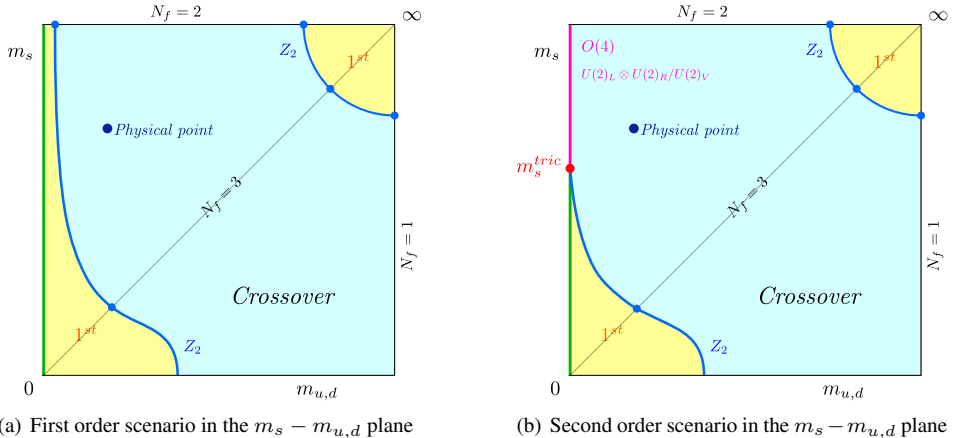 N_f = 2
∞
m_s
Z_2
1^{st}
Physical point
N_f = 3
N_f = 1
Crossover
1^{st}
Z_2
0
m_{u,d}
(a) First order scenario in the m_s − m_{u,d} plane
N_f = 2
∞
m_s
O(4)
U(2)_L ⊗ U(2)_R/U(2)_V
Z_2
1^{st}
Physical point
m_s^{tric}
N_f = 3
N_f = 1
Crossover
1^{st}
Z_2
0
m_{u,d}
(b) Second order scenario in the m_s − m_{u,d} plane